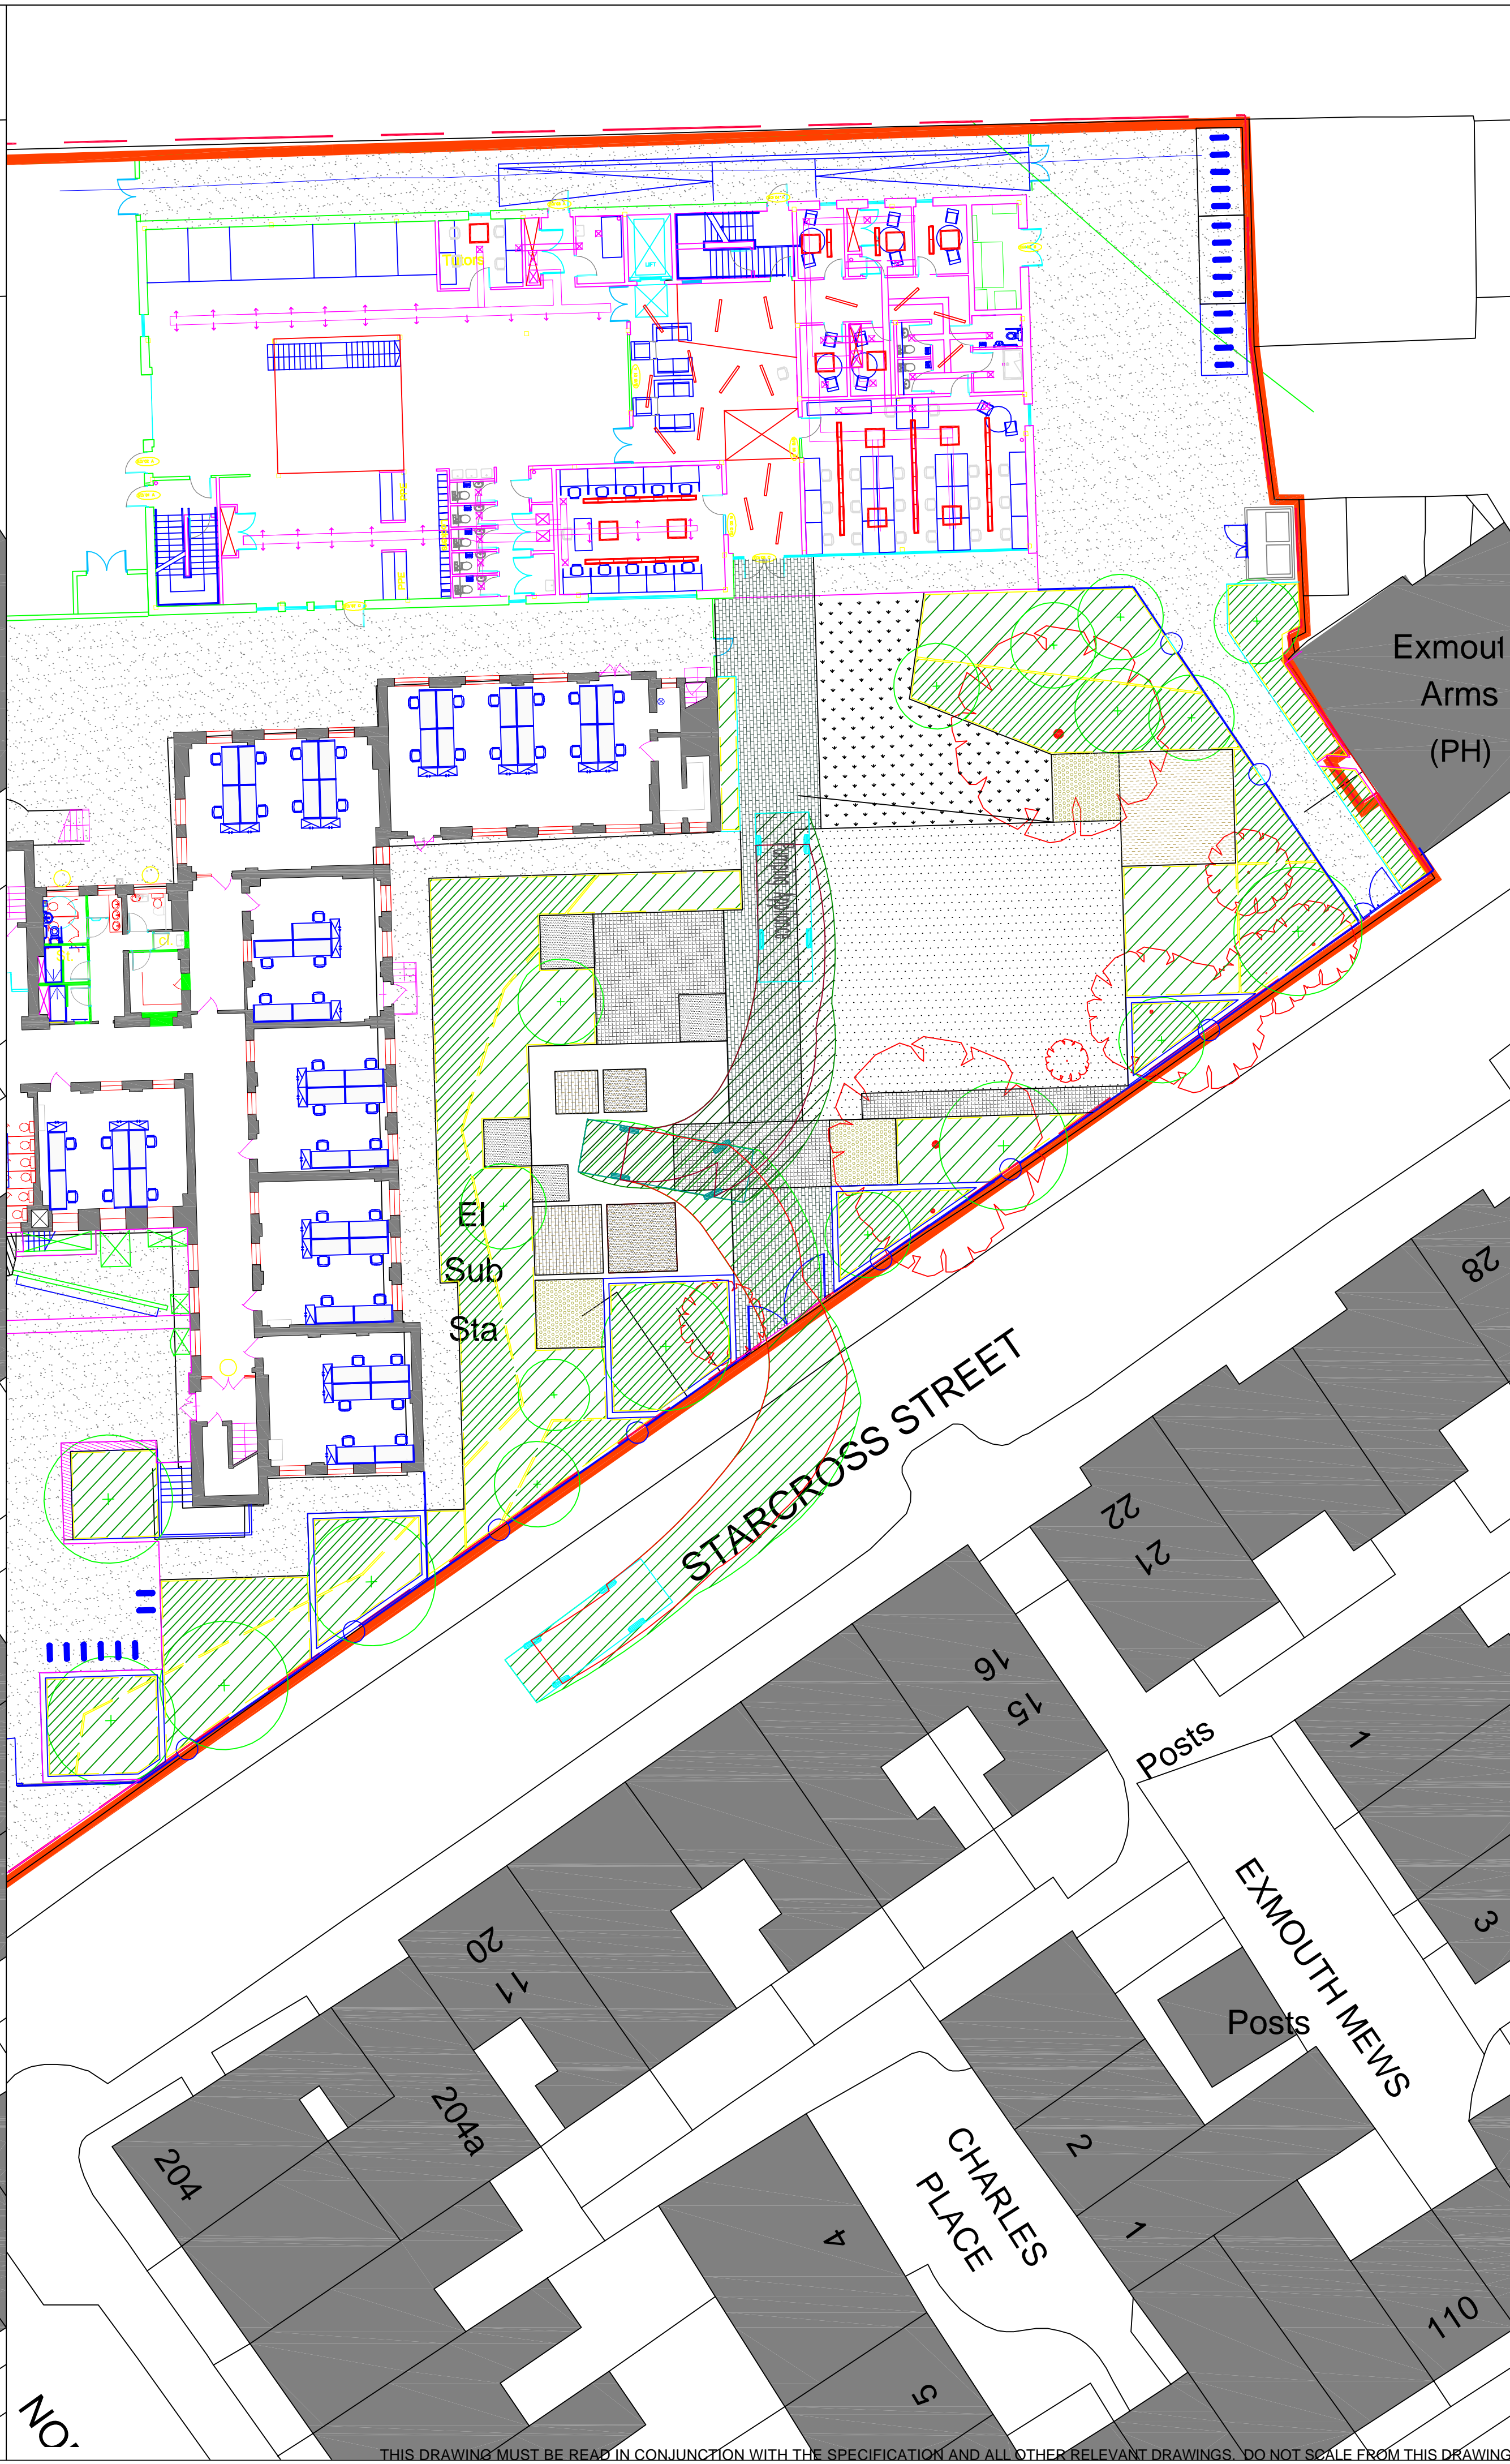 Tutors
LIFT
Exmout
Arms
(PH)
El
Sub
Sta
STARCROSS STREET
28
22
21
16
15
Posts
1
3
EXMOUTH MEWS
Posts
20
11
204a
204
CHARLES
PLACE
2
1
4
5
110
THIS DRAWING MUST BE READ IN CONJUNCTION WITH THE SPECIFICATION AND ALL OTHER RELEVANT DRAWINGS. DO NOT SCALE FROM THIS DRAWING